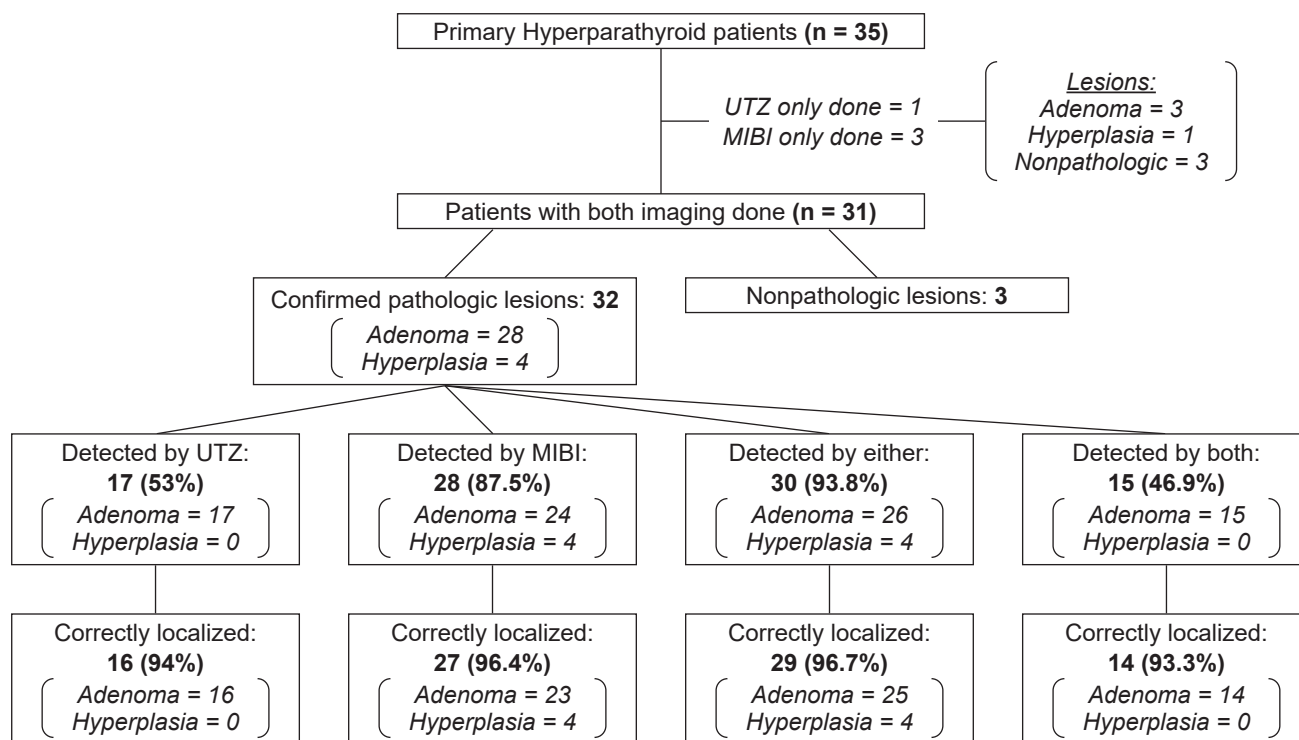 Primary Hyperparathyroid patients (n = 35)
UTZ only done = 1
MIBI only done = 3
Lesions:
Adenoma = 3
Hyperplasia = 1
Nonpathologic = 3
Patients with both imaging done (n = 31)
Confirmed pathologic lesions: 32
Adenoma = 28
Hyperplasia = 4
Nonpathologic lesions: 3
Detected by UTZ:
17 (53%)
Adenoma = 17
Hyperplasia = 0
Detected by MIBI:
28 (87.5%)
Adenoma = 24
Hyperplasia = 4
Detected by either:
30 (93.8%)
Adenoma = 26
Hyperplasia = 4
Detected by both:
15 (46.9%)
Adenoma = 15
Hyperplasia = 0
Correctly localized:
16 (94%)
Adenoma = 16
Hyperplasia = 0
Correctly localized:
27 (96.4%)
Adenoma = 23
Hyperplasia = 4
Correctly localized:
29 (96.7%)
Adenoma = 25
Hyperplasia = 4
Correctly localized:
14 (93.3%)
Adenoma = 14
Hyperplasia = 0